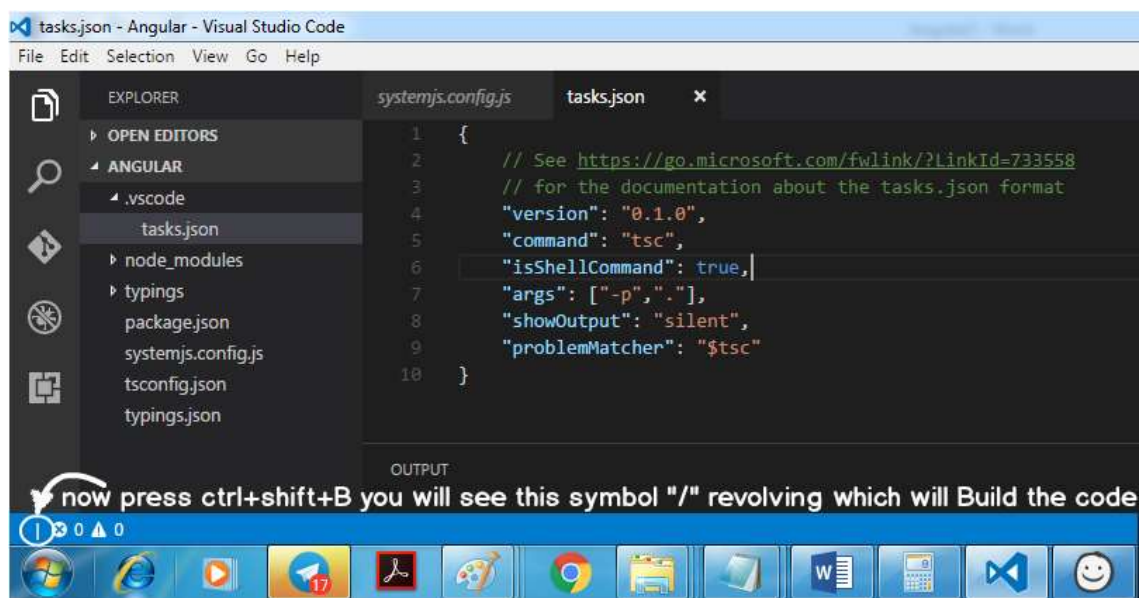 tasks.json - Angular - Visual Studio Code
File Edit Selection View Go Help
EXPLORER
OPEN EDITORS
ANGULAR
.vscode
tasks.json
node_modules
typings
package.json
systemjs.config.js
tsconfig.json
typings.json
systemjs.config.js tasks.json ×
1 {
2 // See https://go.microsoft.com/fwlink/?LinkId=733558
3 // for the documentation about the tasks.json format
4 "version": "0.1.0",
5 "command": "tsc",
6 "isShellCommand": true,
7 "args": ["-p","."],
8 "showOutput": "silent",
9 "problemMatcher": "$tsc"
10 }
OUTPUT
now press ctrl+shift+B you will see this symbol "/" revolving which will Build the code
| 0 0
17
W